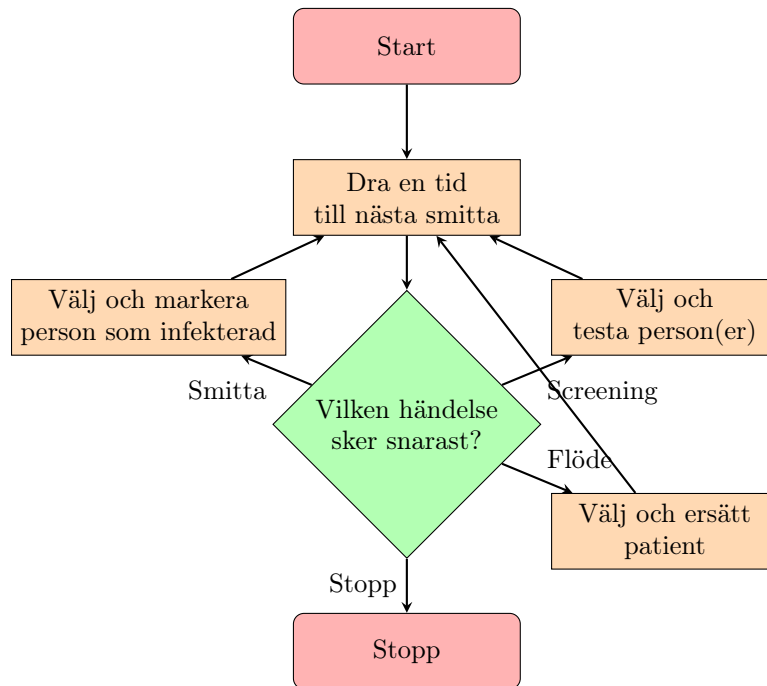 Start
Dra en tid
till nästa smitta
Välj och markera
person som infekterad
Välj och
testa person(er)
Smitta
Screening
Vilken händelse
sker snarast?
Flöde
Välj och ersätt
patient
Stopp
Stopp